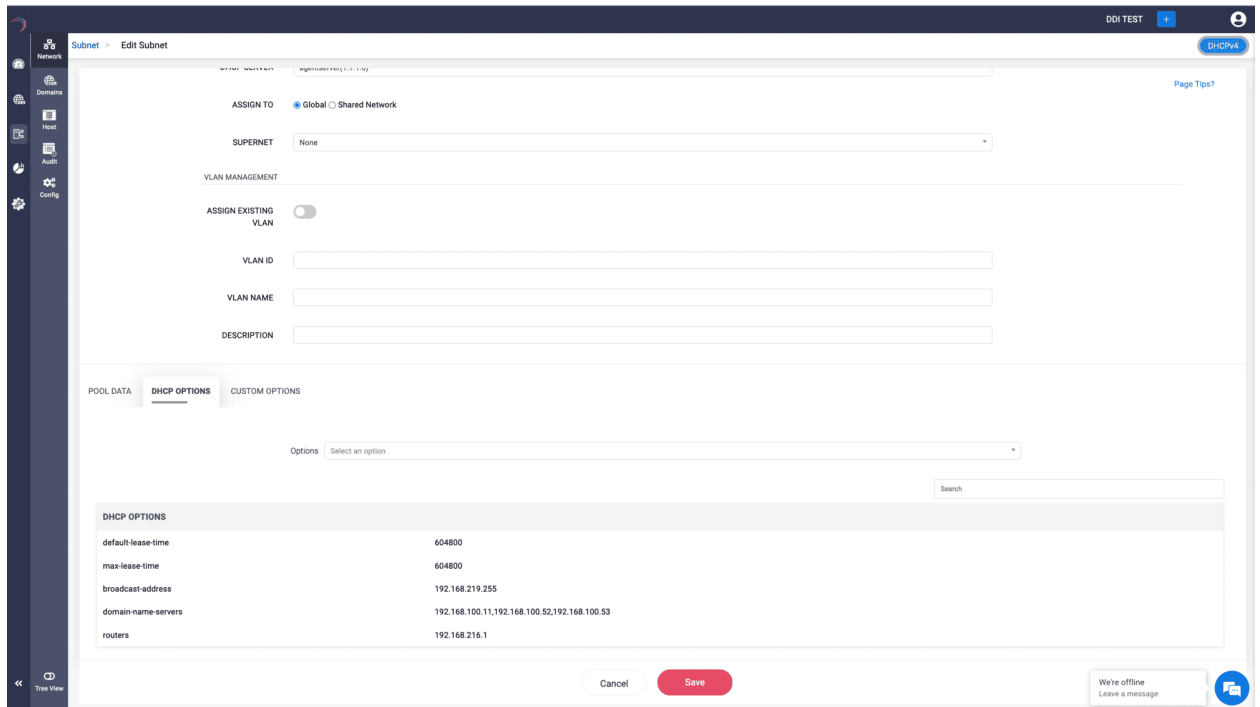 DDI TEST +
Subnet > Edit Subnet
DHCPv4
Network
Domains
Host
Audit
Config
Tree View
DHCP SERVER
Page Tips?
ASSIGN TO Global Shared Network
SUPERNET None
VLAN MANAGEMENT
ASSIGN EXISTING
VLAN
VLAN ID
VLAN NAME
DESCRIPTION
POOL DATA DHCP OPTIONS CUSTOM OPTIONS
Options Select an option
Search
DHCP OPTIONS
default-lease-time 604800
max-lease-time 604800
broadcast-address 192.168.219.255
domain-name-servers 192.168.100.11,192.168.100.52,192.168.100.53
routers 192.168.216.1
Cancel Save
We're offline
Leave a message